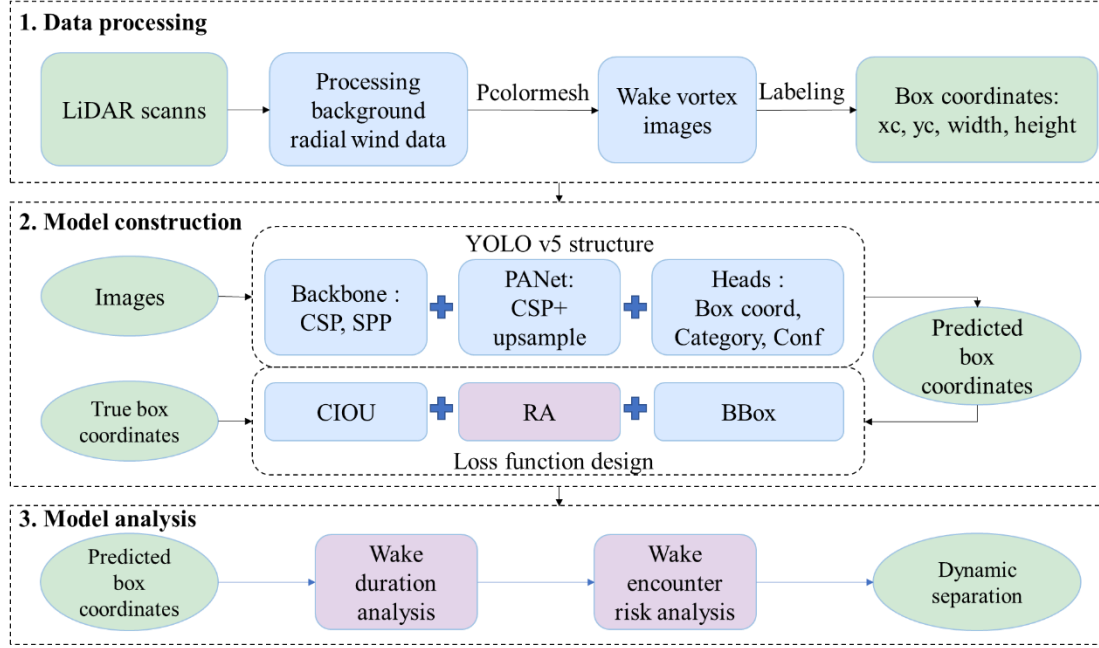 1. Data processing
LiDAR scanns
Processing
background
radial wind data
Pcolormesh
Wake vortex
images
Labeling
Box coordinates:
xc, yc, width, height
2. Model construction
YOLO v5 structure
Images
Backbone :
CSP, SPP
PANet:
CSP+
upsample
Heads :
Box coord,
Category, Conf
Predicted
box
coordinates
True box
coordinates
CIOU
RA
BBox
Loss function design
3. Model analysis
Predicted
box
coordinates
Wake
duration
analysis
Wake
encounter
risk analysis
Dynamic
separation